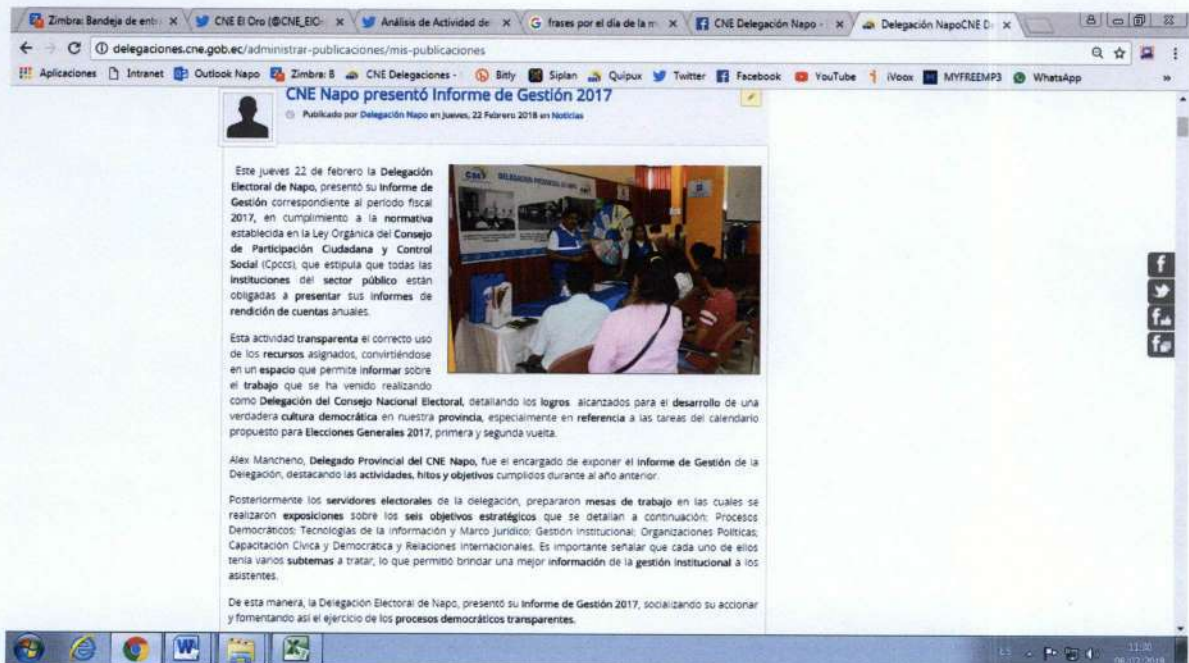 Zimbra: Bandeja de entr
CNE El Oro (@CNE_ElO
Análisis de Actividad de
frases por el dia de la m
CNE Delegación Napo -
Delegación NapoCNE D
delegaciones.cne.gob.ec/administrar-publicaciones/mis-publicaciones
Aplicaciones Intranet Outlook Napo Zimbra: B CNE Delegaciones - Bitly Siplan Quipux Twitter Facebook YouTube iVoox MYFREEMP3 WhatsApp »
CNE Napo presentó Informe de Gestión 2017
Publicado por Delegación Napo en Jueves, 22 Febrero 2018 en Noticias
Este jueves 22 de febrero la Delegación
Electoral de Napo, presentó su Informe de
Gestión correspondiente al período fiscal
2017, en cumplimiento a la normativa
establecida en la Ley Orgánica del Consejo
de Participación Ciudadana y Control
Social (Cpccs), que estipula que todas las
instituciones del sector público están
obligadas a presentar sus informes de
rendición de cuentas anuales.
CNE DELEGACION PROVINCIAL DE NAPO
Esta actividad transparenta el correcto uso
de los recursos asignados, convirtiéndose
en un espacio que permite informar sobre
el trabajo que se ha venido realizando
como Delegación del Consejo Nacional Electoral, detallando los logros alcanzados para el desarrollo de una
verdadera cultura democrática en nuestra provincia, especialmente en referencia a las tareas del calendario
propuesto para Elecciones Generales 2017, primera y segunda vuelta.
Alex Mancheno, Delegado Provincial del CNE Napo, fue el encargado de exponer el Informe de Gestión de la
Delegación, destacando las actividades, hitos y objetivos cumplidos durante al año anterior.
Posteriormente los servidores electorales de la delegación, prepararon mesas de trabajo en las cuales se
realizaron exposiciones sobre los seis objetivos estratégicos que se detallan a continuación: Procesos
Democráticos; Tecnologías de la Información y Marco Jurídico; Gestión Institucional; Organizaciones Políticas;
Capacitación Cívica y Democrática y Relaciones Internacionales. Es importante señalar que cada uno de ellos
tenía varios subtemas a tratar, lo que permitió brindar una mejor información de la gestión institucional a los
asistentes.
De esta manera, la Delegación Electoral de Napo, presentó su Informe de Gestión 2017, socializando su accionar
y fomentando así el ejercicio de los procesos democráticos transparentes.
ES
11:30